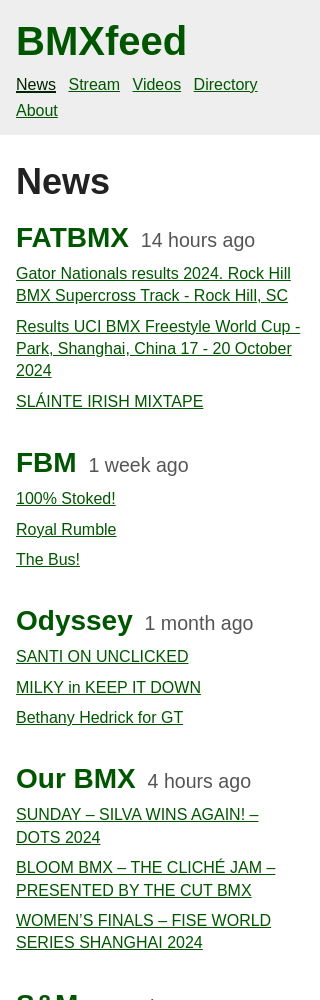 BMXfeed
News Stream Videos Directory
About
News
FATBMX 14 hours ago
Gator Nationals results 2024. Rock Hill
BMX Supercross Track - Rock Hill, SC
Results UCI BMX Freestyle World Cup -
Park, Shanghai, China 17 - 20 October
2024
SLÁINTE IRISH MIXTAPE
FBM 1 week ago
100% Stoked!
Royal Rumble
The Bus!
Odyssey 1 month ago
SANTI ON UNCLICKED
MILKY in KEEP IT DOWN
Bethany Hedrick for GT
Our BMX 4 hours ago
SUNDAY – SILVA WINS AGAIN! –
DOTS 2024
BLOOM BMX – THE CLICHÉ JAM –
PRESENTED BY THE CUT BMX
WOMEN’S FINALS – FISE WORLD
SERIES SHANGHAI 2024
S&M